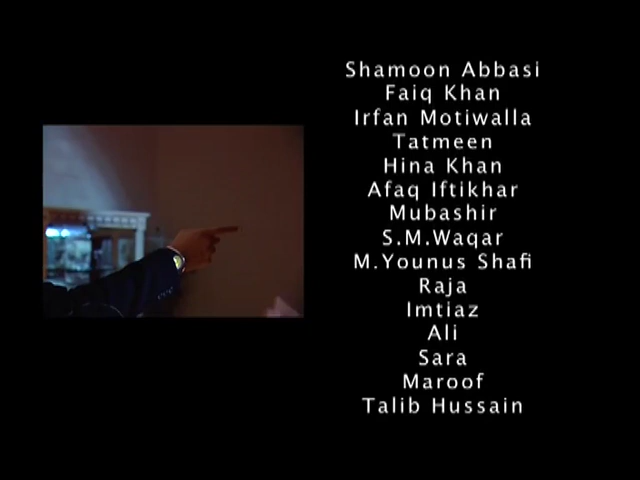 Shamoon Abbasi
Faiq Khan
Irfan Motiwalla
Tatmeen
Hina Khan
Afaq Iftikhar
Mubashir
S.M.Waqar
M.Younus Shafi
Raja
Imtiaz
Ali
Sara
Maroof
Talib Hussain